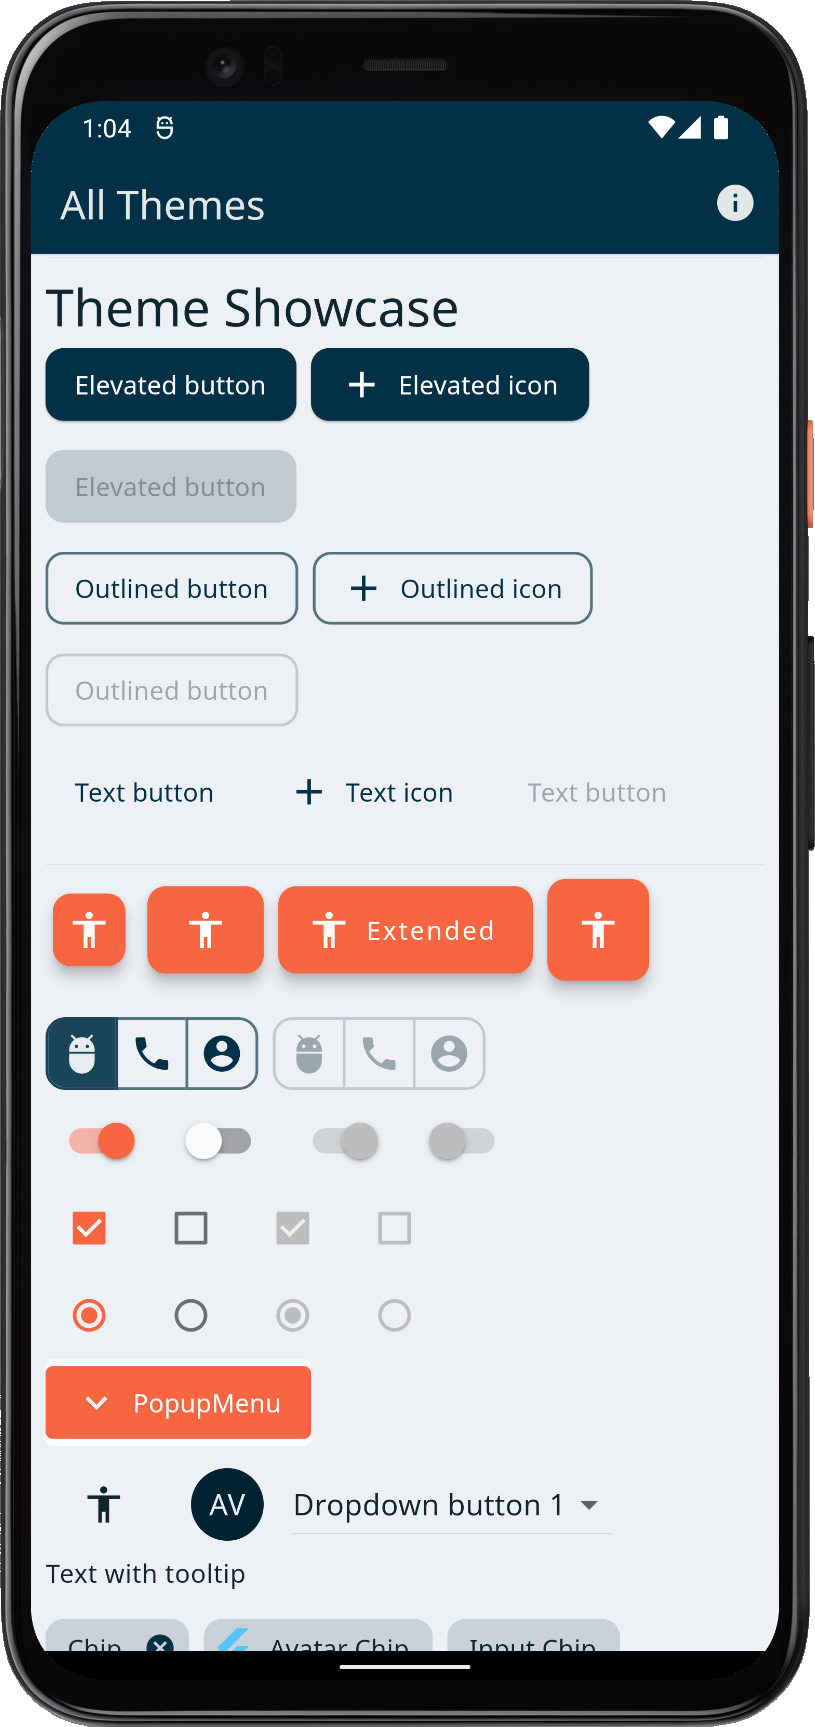 1:04
All Themes
Theme Showcase
Elevated button
Elevated icon
Elevated button
Outlined button
Outlined icon
Outlined button
Text button
Text icon
Text button
Extended
PopupMenu
AV
Dropdown button 1
Text with tooltip
Chip
Avatar Chip
Input Chip